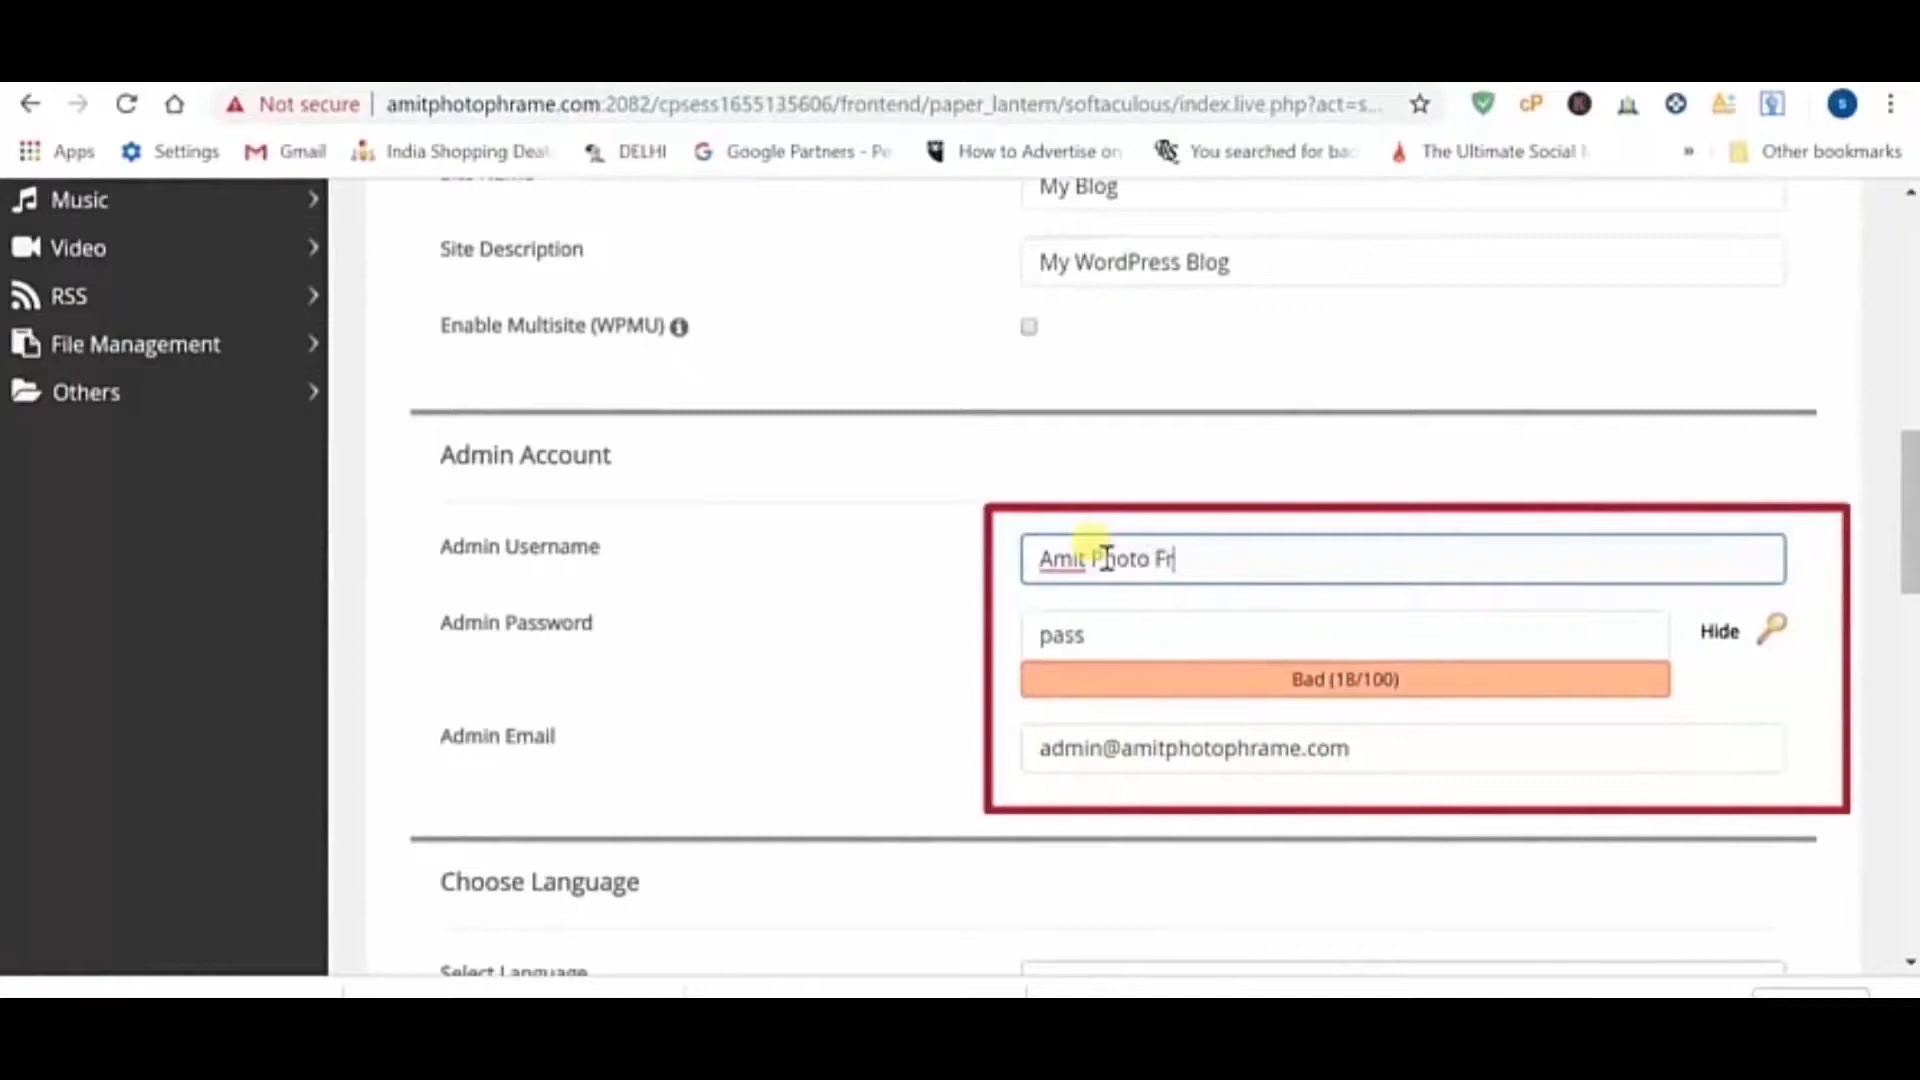 Not secure | amitphotophrame.com:2082/cpsess1655135606/frontend/paper_lantern/softaculous/index.live.php?act=s...
cP
s
Apps
Settings
Gmail
India Shopping Deal
DELHI
Google Partners - Pe
How to Advertise on
You searched for bac
The Ultimate Social
»
Other bookmarks
Music
Video
RSS
File Management
Others
My Blog
Site Description
My WordPress Blog
Enable Multisite (WPMU)
Admin Account
Admin Username
Amit Photo Fr
Admin Password
pass
Hide
Bad (18/100)
Admin Email
admin@amitphotophrame.com
Choose Language
Select Language